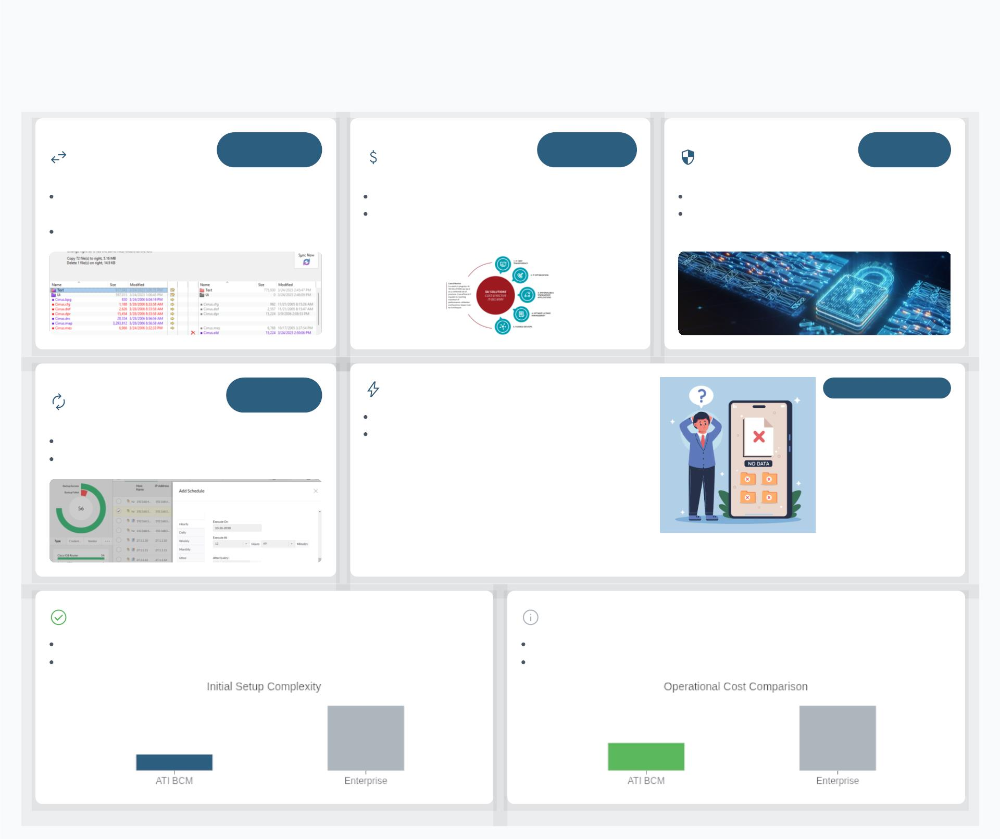 Copy 72 file(s) to right, 5.16 MB
Delete 1 file(s) on right, 14.9 KB
Sync Now
Name Size Modified Name Size Modified
Text Text 775,930 3/24/2023 2:45:47 PM
Ui 597,015 3/24/2023 1:06:45 PM Ui 0 3/24/2023 2:46:09 PM
Cirrus.bpg 830 3/24/2006 6:04:16 PM
Cirrus.cfg 1,188 3/28/2006 8:33:58 AM Cirrus.cfg 992 11/21/2005 8:15:26 AM
Cirrus.dof 2,626 3/28/2006 8:33:58 AM Cirrus.dof 2,557 11/21/2005 8:15:47 AM
Cirrus.dpr 15,454 3/28/2006 8:33:58 AM Cirrus.dpr 15,224 3/9/2006 2:08:53 PM
Cirrus.drc 28,334 3/28/2006 8:56:56 AM
Cirrus.map 3,293,812 3/28/2006 8:56:58 AM
Cirrus.mes 6,966 3/24/2006 3:32:33 PM Cirrus.mes 6,768 10/17/2005 3:37:54 PM
Cirrus.old 15,224 3/24/2023 2:50:06 PM
1. IT COST
TRANSPARENCY
2. IT OPTIMIZATION
TAI SOLUTIONS
COST-EFFECTIVE
IT-DELIVERY
3. RATIONALIZE &
STANDARDIZE
APPLICATIONS
4. OPTIMIZE LICENSE
MANAGEMENT
5. FLEXIBLE DEVOPS
Backup Success
Backup Failed
56
Host
Name
IP Address
Type Credent... Vendor ...
Cisco IOS Router 54
Add Schedule
Hourly
Daily
Weekly
Monthly
Once
Execute On
10-26-2018
Execute At
12 Hours 49 Minutes
After Every :
?
NO DATA
Initial Setup Complexity
ATI BCM
Enterprise
Operational Cost Comparison
ATI BCM
Enterprise